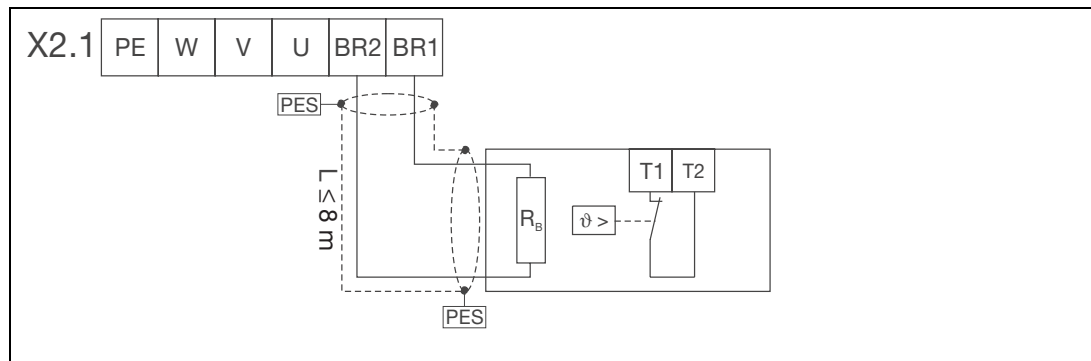 X2.1 PE W V U BR2 BR1
PES
T1 T2
L ≤ 8 m
R_B
ϑ >
PES